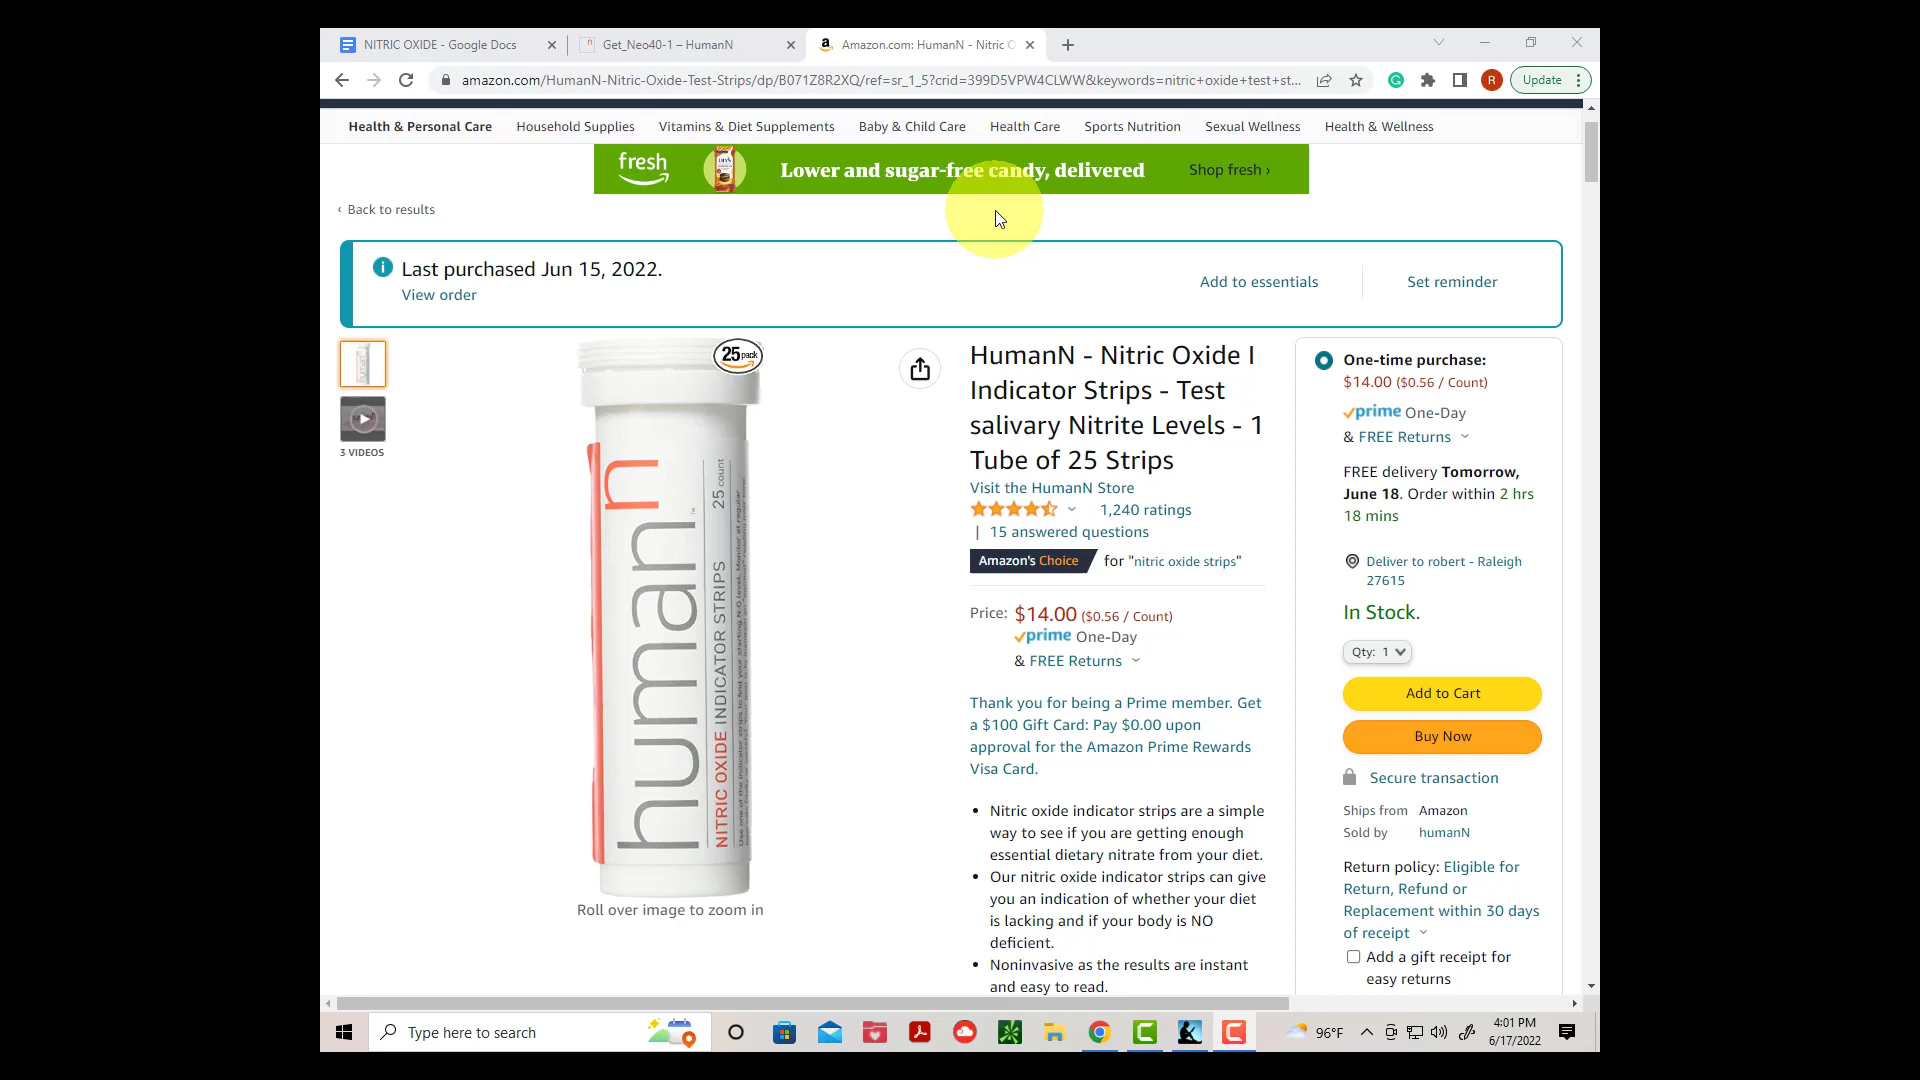 NITRIC OXIDE - Google Docs
Get_Neo40-1 – HumanN
Amazon.com: HumanN - Nitric O
amazon.com/HumanN-Nitric-Oxide-Test-Strips/dp/B071Z8R2XQ/ref=sr_1_5?crid=399D5VPW4CLWW&keywords=nitric+oxide+test+st...
R
Update
Health & Personal Care
Household Supplies
Vitamins & Diet Supplements
Baby & Child Care
Health Care
Sports Nutrition
Sexual Wellness
Health & Wellness
fresh
Lower and sugar-free candy, delivered
Shop fresh ›
‹ Back to results
Last purchased Jun 15, 2022.
View order
Add to essentials
Set reminder
3 VIDEOS
25 pack
humann
™
NITRIC OXIDE INDICATOR STRIPS 25 count
Roll over image to zoom in
HumanN - Nitric Oxide I
Indicator Strips - Test
salivary Nitrite Levels - 1
Tube of 25 Strips
Visit the HumanN Store
1,240 ratings
| 15 answered questions
Amazon's Choice for "nitric oxide strips"
Price: $14.00 ($0.56 / Count)
prime One-Day
& FREE Returns
Thank you for being a Prime member. Get
a $100 Gift Card: Pay $0.00 upon
approval for the Amazon Prime Rewards
Visa Card.
• Nitric oxide indicator strips are a simple
way to see if you are getting enough
essential dietary nitrate from your diet.
• Our nitric oxide indicator strips can give
you an indication of whether your diet
is lacking and if your body is NO
deficient.
• Noninvasive as the results are instant
and easy to read.
One-time purchase:
$14.00 ($0.56 / Count)
prime One-Day
& FREE Returns
FREE delivery Tomorrow,
June 18. Order within 2 hrs
18 mins
Deliver to robert - Raleigh
27615
In Stock.
Qty: 1
Add to Cart
Buy Now
Secure transaction
Ships from Amazon
Sold by humanN
Return policy: Eligible for
Return, Refund or
Replacement within 30 days
of receipt
Add a gift receipt for
easy returns
Type here to search
96°F
4:01 PM
6/17/2022